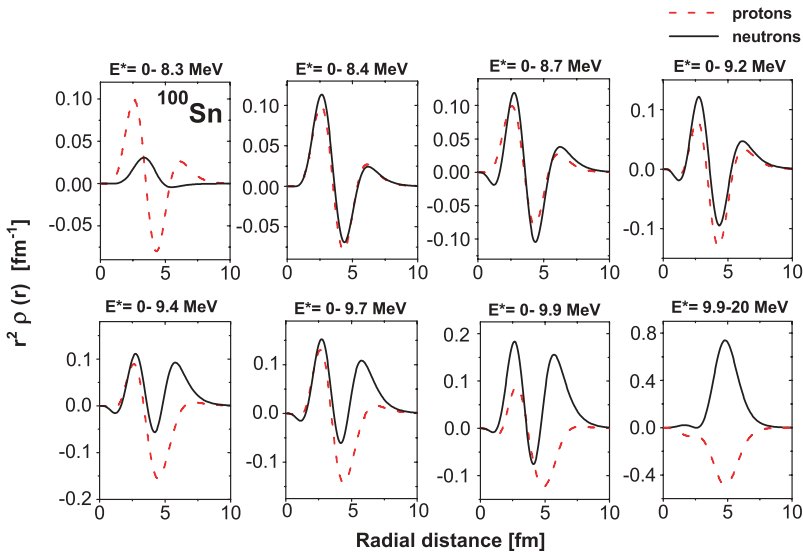 protons
neutrons
E*= 0- 8.3 MeV
E*= 0- 8.4 MeV
E*= 0- 8.7 MeV
E*= 0- 9.2 MeV
100Sn
0.10
0.05
0.00
-0.05
0 5 10
0.10
0.05
0.00
-0.05
0 5 10
0.10
0.05
0.00
-0.05
-0.10
0 5 10
0.1
0.0
-0.1
0 5 10
r2 ρ (r) [fm-1]
E*= 0- 9.4 MeV
E*= 0- 9.7 MeV
E*= 0- 9.9 MeV
E*= 9.9-20 MeV
0.1
0.0
-0.1
-0.2
0 5 10
0.1
0.0
-0.1
0 5 10
0.2
0.1
0.0
-0.1
0 5 10
0.8
0.4
0.0
-0.4
0 5 10
Radial distance [fm]